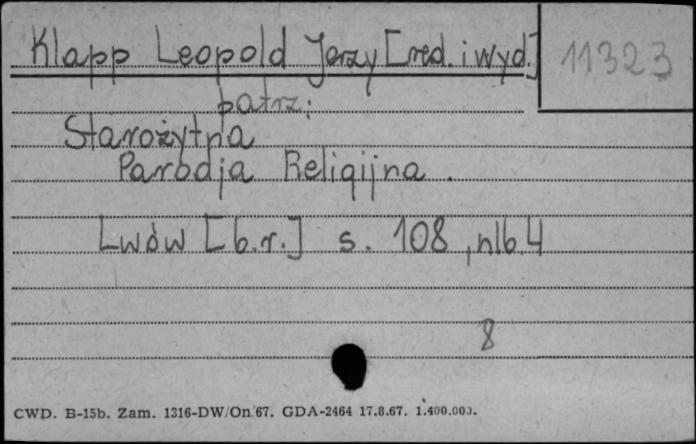 Klapp Leopold Jerzy [red. i wyd.]
11323
patrz:
Starożytna
Parodja Religijna.
Lwów [b.r.] s. 108, nlb. 4
8
CWD. B-15b. Zam. 1316-DW/On/67. GDA-2464 17.8.67. 1.400.000.